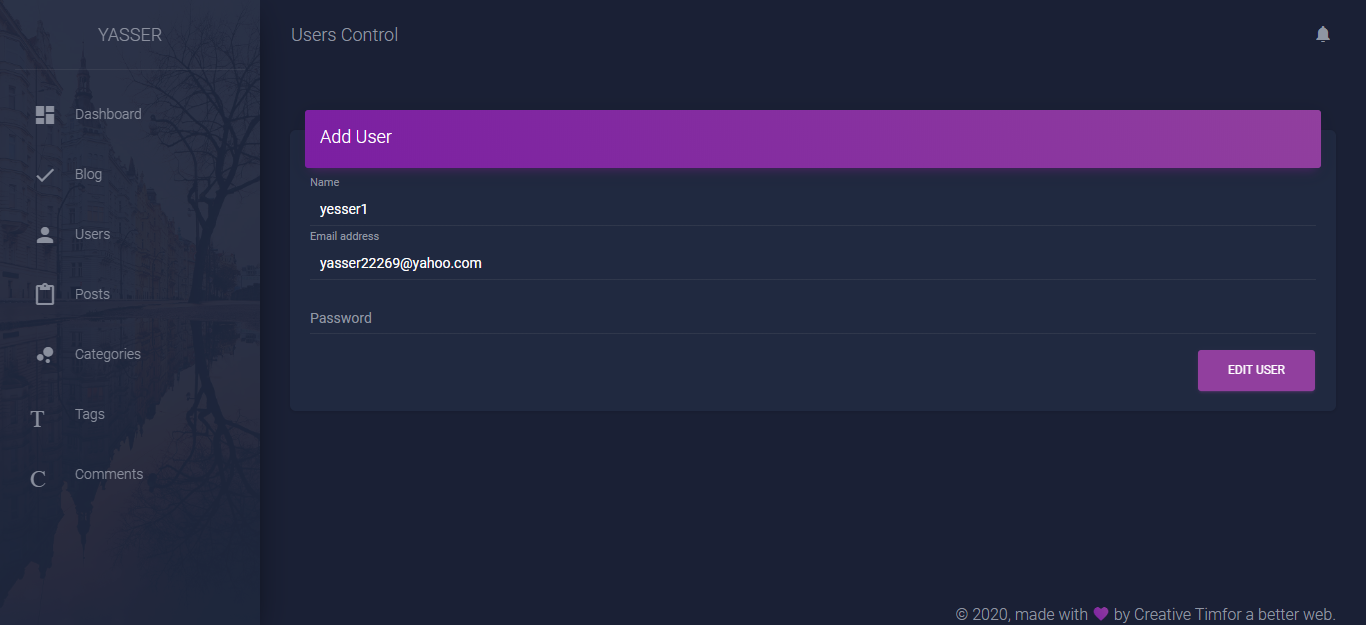 YASSER
Users Control
Dashboard
Blog
Users
Posts
Categories
T Tags
C Comments
Add User
Name
yesser1
Email address
yasser22269@yahoo.com
Password
EDIT USER
© 2020, made with by Creative Timfor a better web.